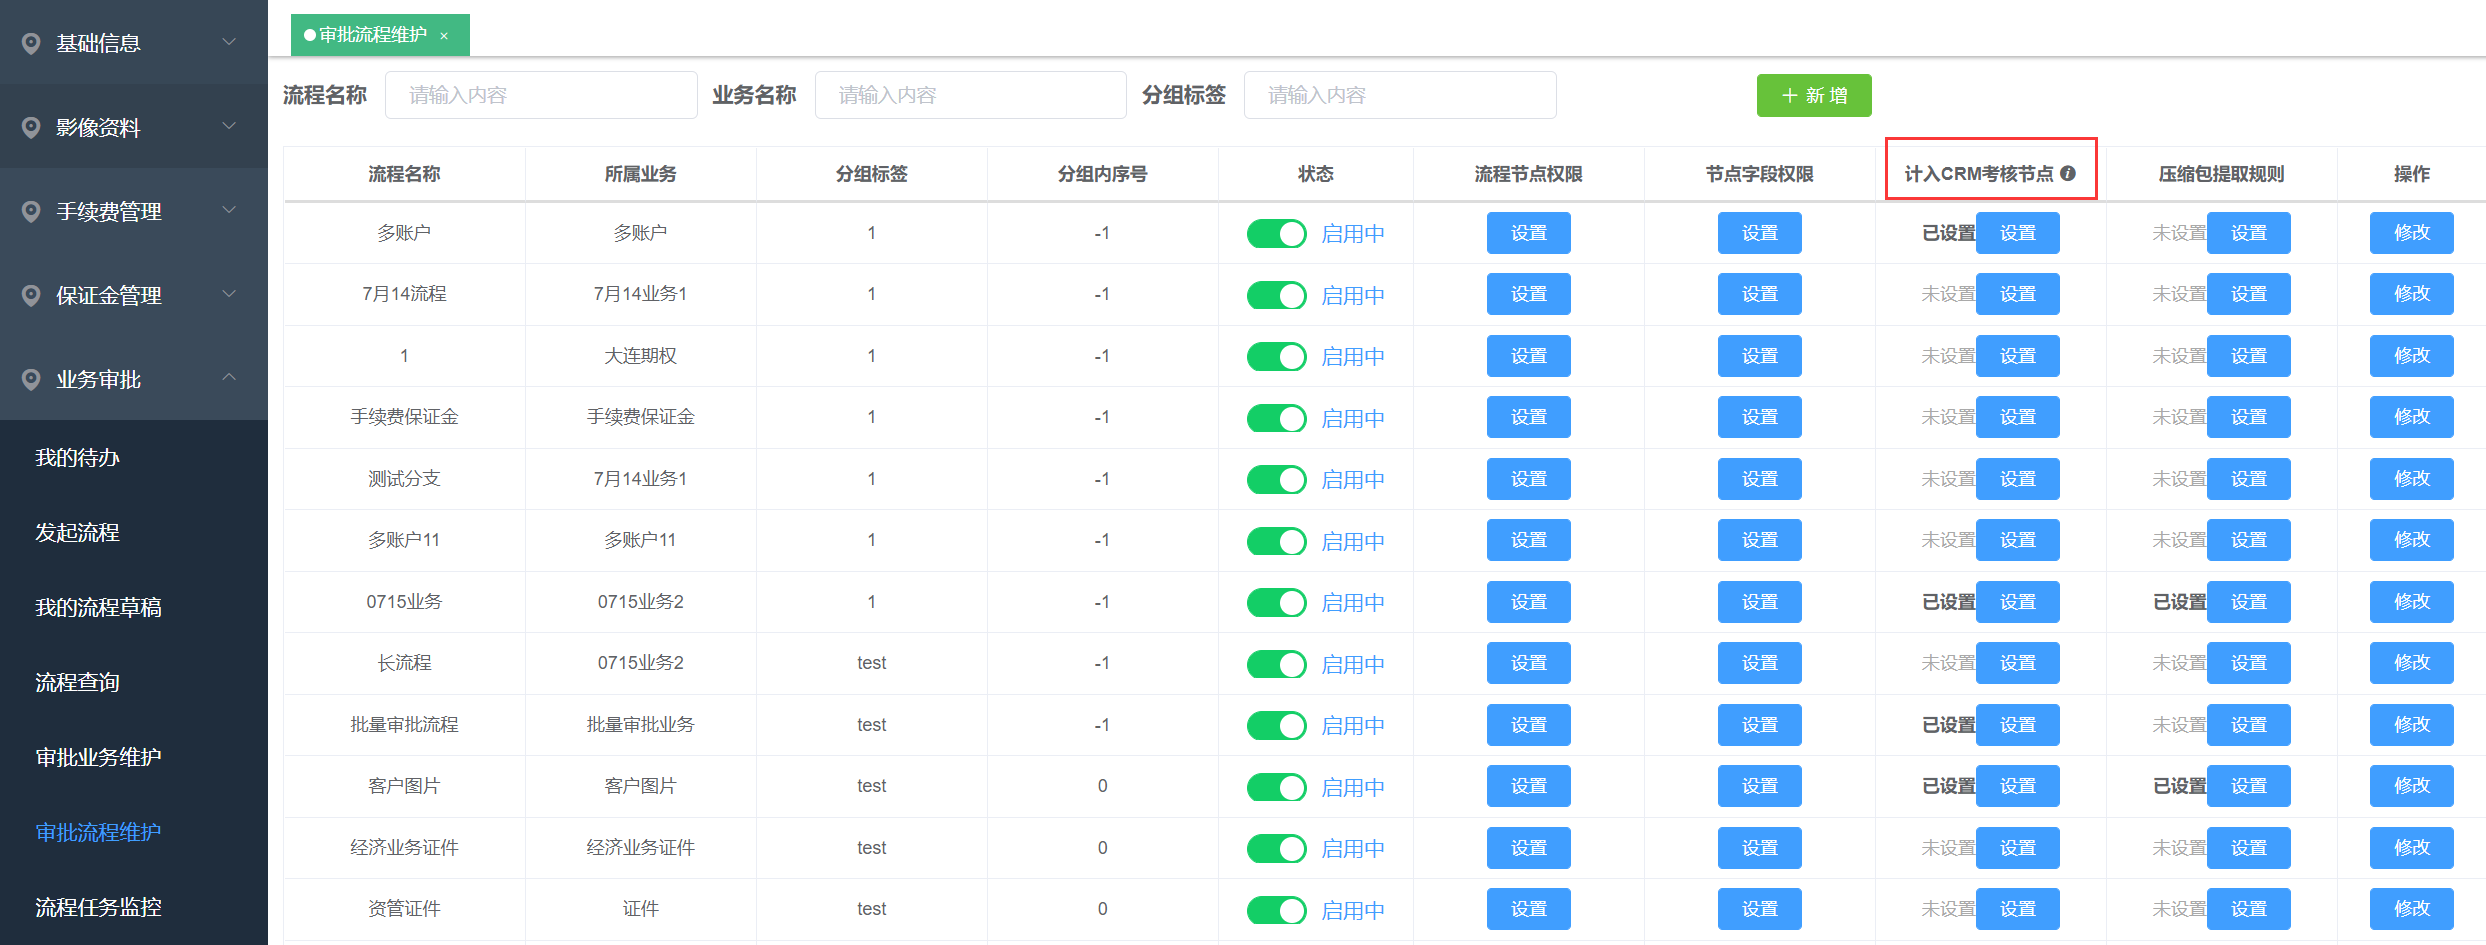 基础信息
影像资料
手续费管理
保证金管理
业务审批
我的待办
发起流程
我的流程草稿
流程查询
审批业务维护
审批流程维护
流程任务监控
审批流程维护 ×
流程名称 请输入内容 业务名称 请输入内容 分组标签 请输入内容 + 新增
流程名称 所属业务 分组标签 分组内序号 状态 流程节点权限 节点字段权限 计入CRM考核节点 压缩包提取规则 操作
多账户 多账户 1 -1 启用中 设置 设置 已设置 设置 未设置 设置 修改
7月14流程 7月14业务1 1 -1 启用中 设置 设置 未设置 设置 未设置 设置 修改
1 大连期权 1 -1 启用中 设置 设置 未设置 设置 未设置 设置 修改
手续费保证金 手续费保证金 1 -1 启用中 设置 设置 未设置 设置 未设置 设置 修改
测试分支 7月14业务1 1 -1 启用中 设置 设置 未设置 设置 未设置 设置 修改
多账户11 多账户11 1 -1 启用中 设置 设置 未设置 设置 未设置 设置 修改
0715业务 0715业务2 1 -1 启用中 设置 设置 已设置 设置 已设置 设置 修改
长流程 0715业务2 test -1 启用中 设置 设置 未设置 设置 未设置 设置 修改
批量审批流程 批量审批业务 test -1 启用中 设置 设置 已设置 设置 未设置 设置 修改
客户图片 客户图片 test 0 启用中 设置 设置 已设置 设置 已设置 设置 修改
经济业务证件 经济业务证件 test 0 启用中 设置 设置 未设置 设置 未设置 设置 修改
资管证件 证件 test 0 启用中 设置 设置 未设置 设置 未设置 设置 修改